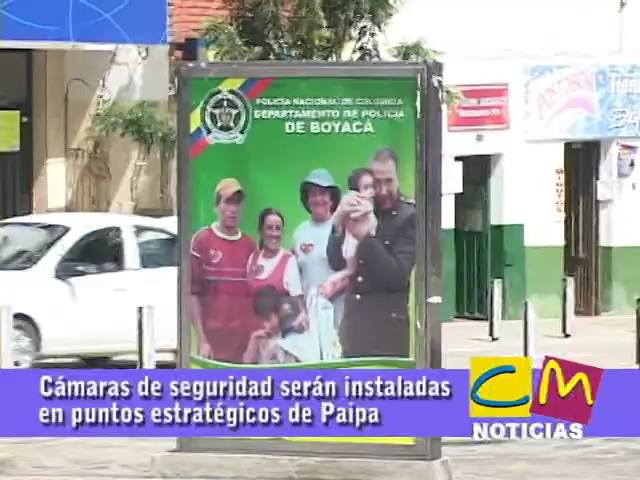 POLICIA NACIONAL DE COLOMBIA
DEPARTAMENTO DE POLICIA
DE BOYACÁ
Cámaras de seguridad serán instaladas
en puntos estratégicos de Paipa
CM
NOTICIAS